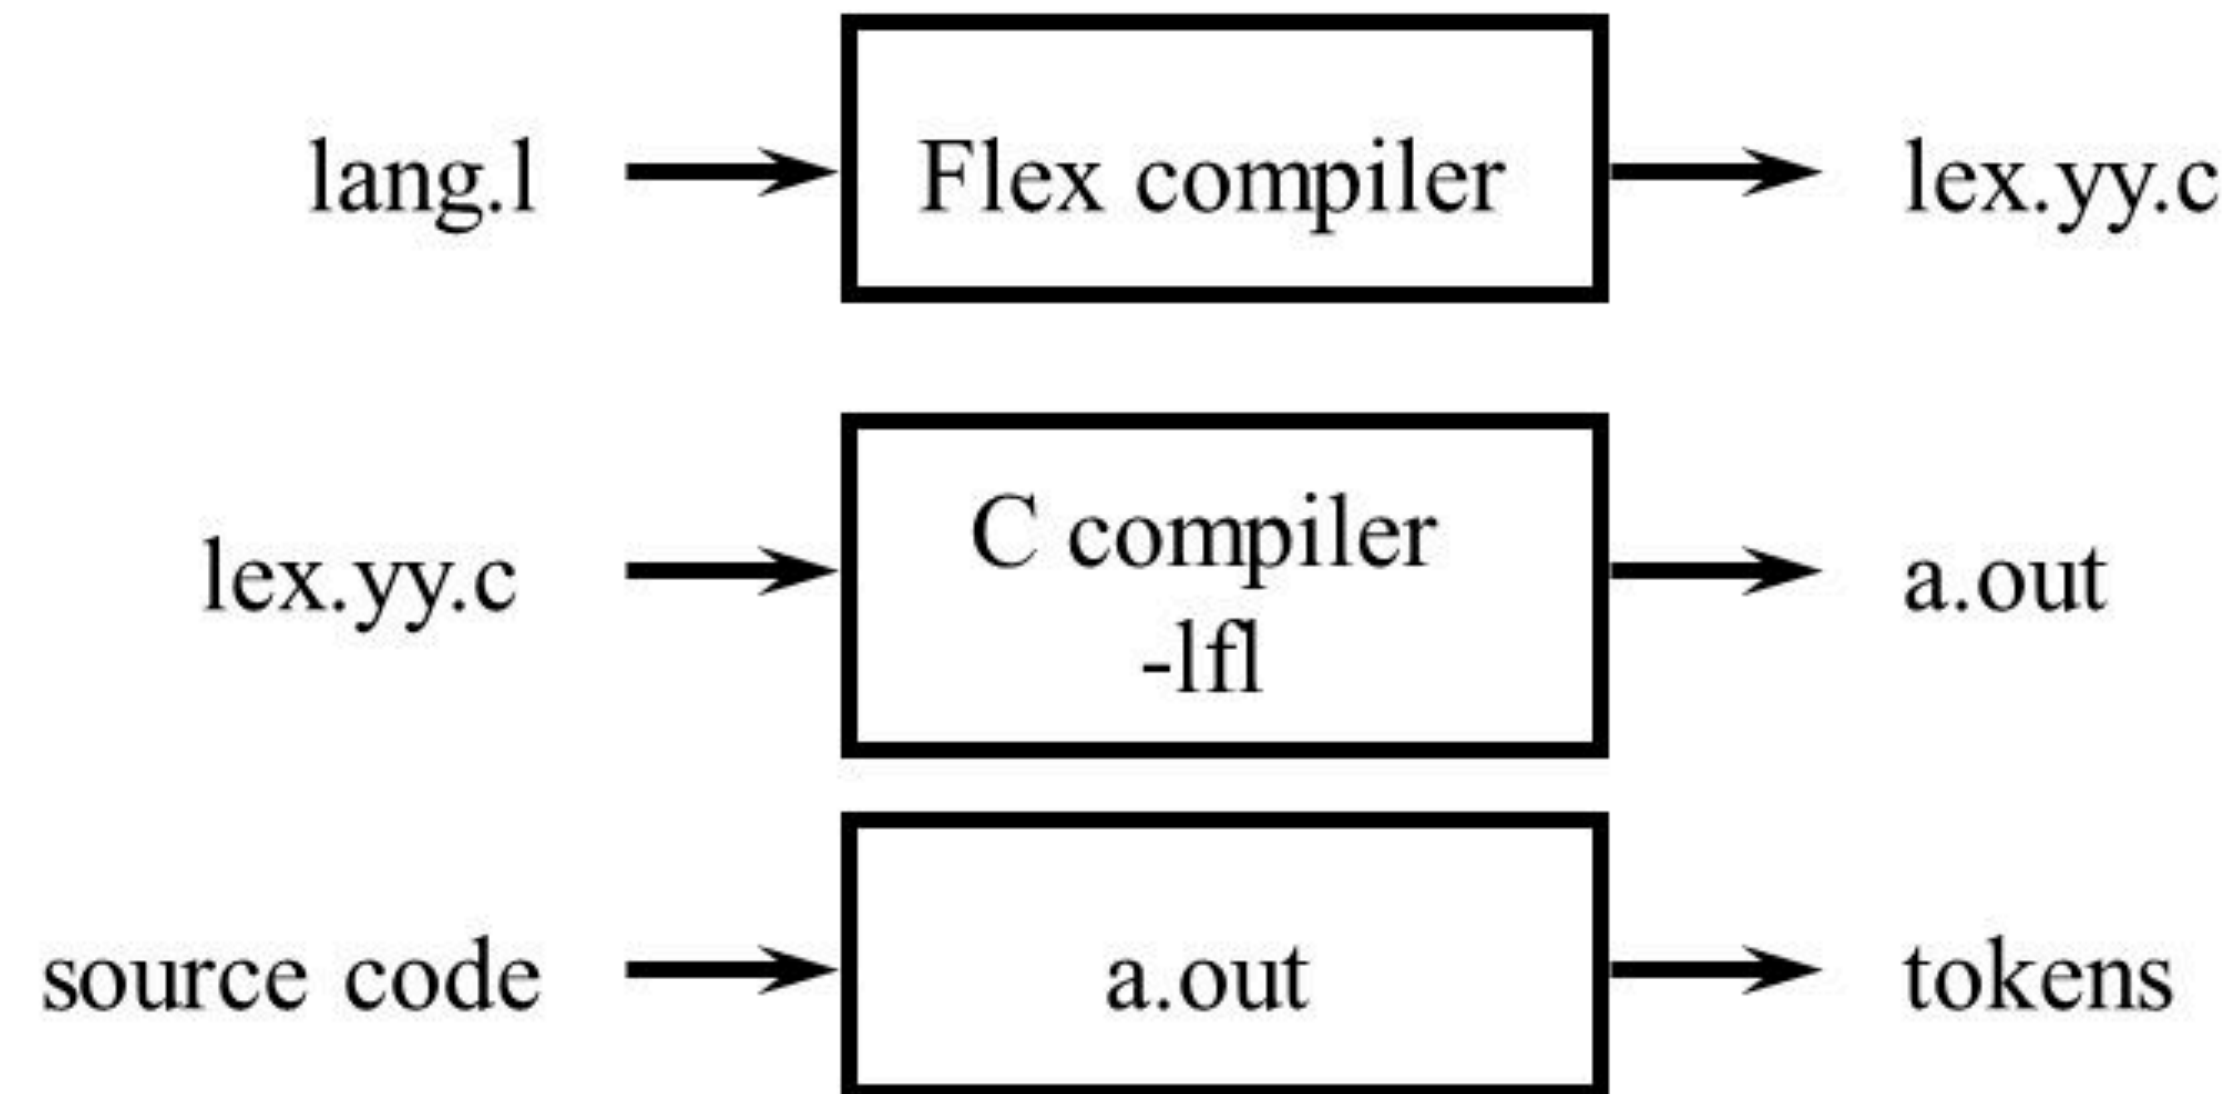 lang.l
Flex compiler
lex.yy.c
lex.yy.c
C compiler
-lfl
a.out
source code
a.out
tokens